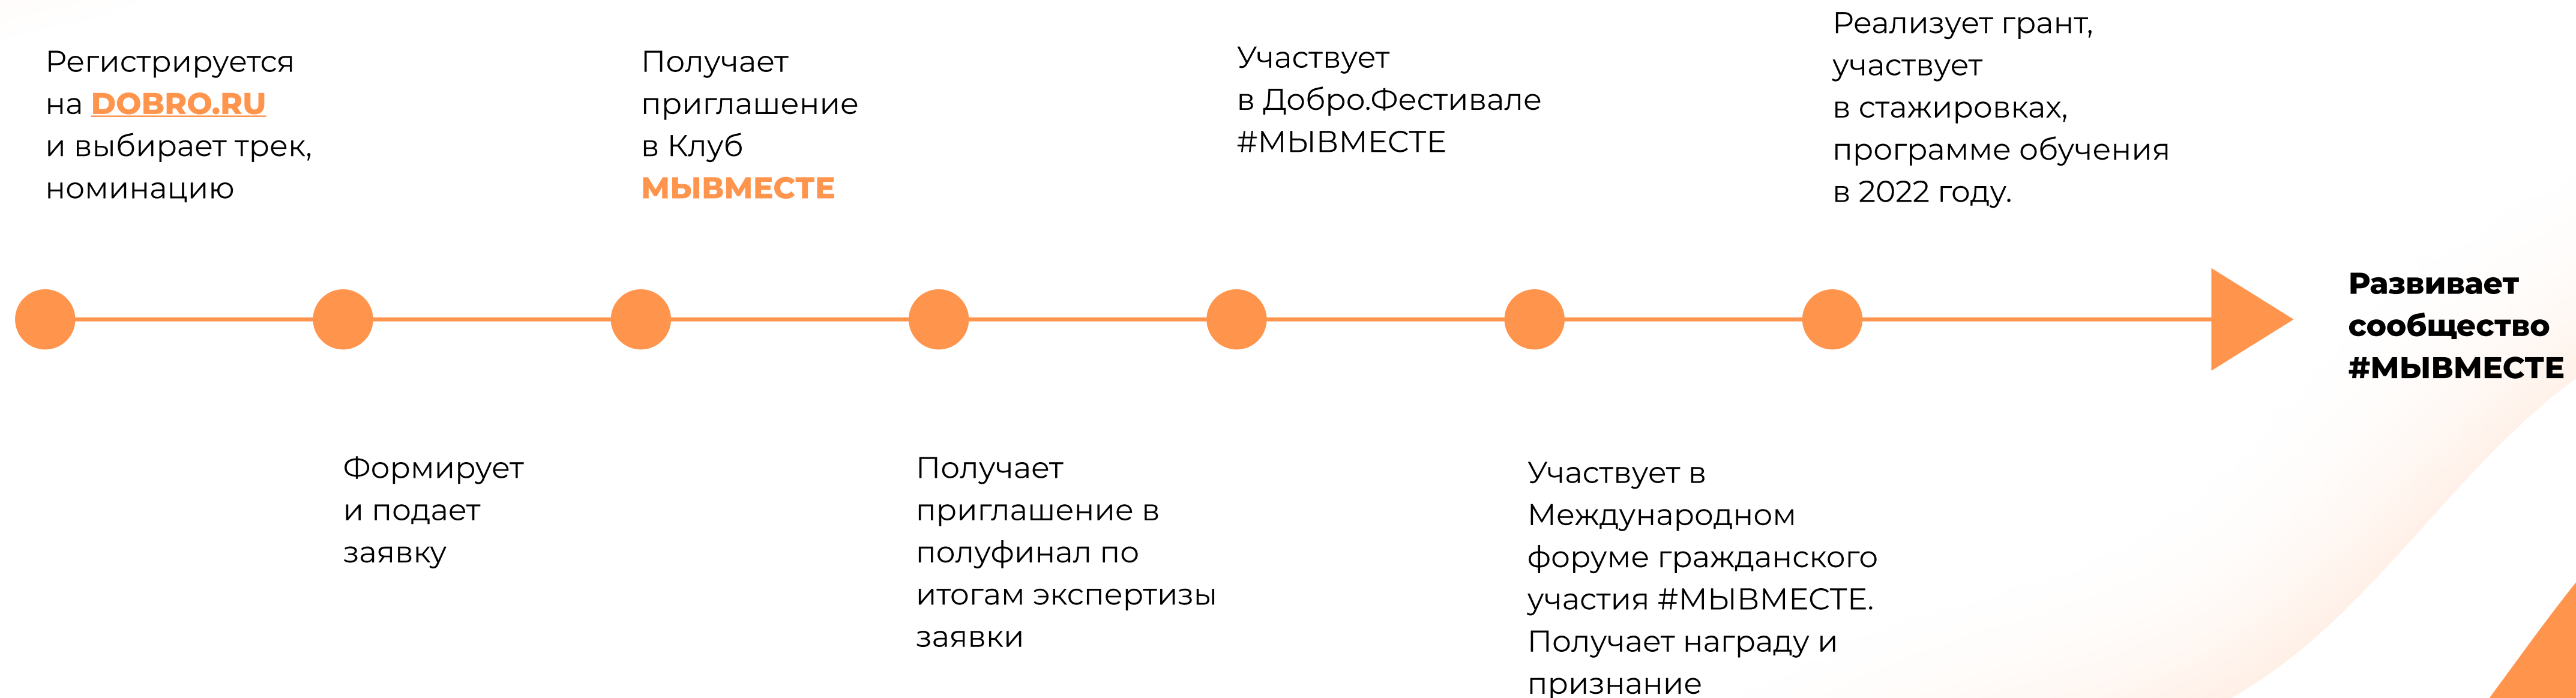 Регистрируется
на DOBRO.RU
и выбирает трек,
номинацию
Формирует
и подает
заявку
Получает
приглашение
в Клуб
МЫВМЕСТЕ
Получает
приглашение в
полуфинал по
итогам экспертизы
заявки
Участвует
в Добро.Фестивале
#МЫВМЕСТЕ
Участвует в
Международном
форуме гражданского
участия #МЫВМЕСТЕ.
Получает награду и
признание
Реализует грант,
участвует
в стажировках,
программе обучения
в 2022 году.
Развивает
сообщество
#МЫВМЕСТЕ